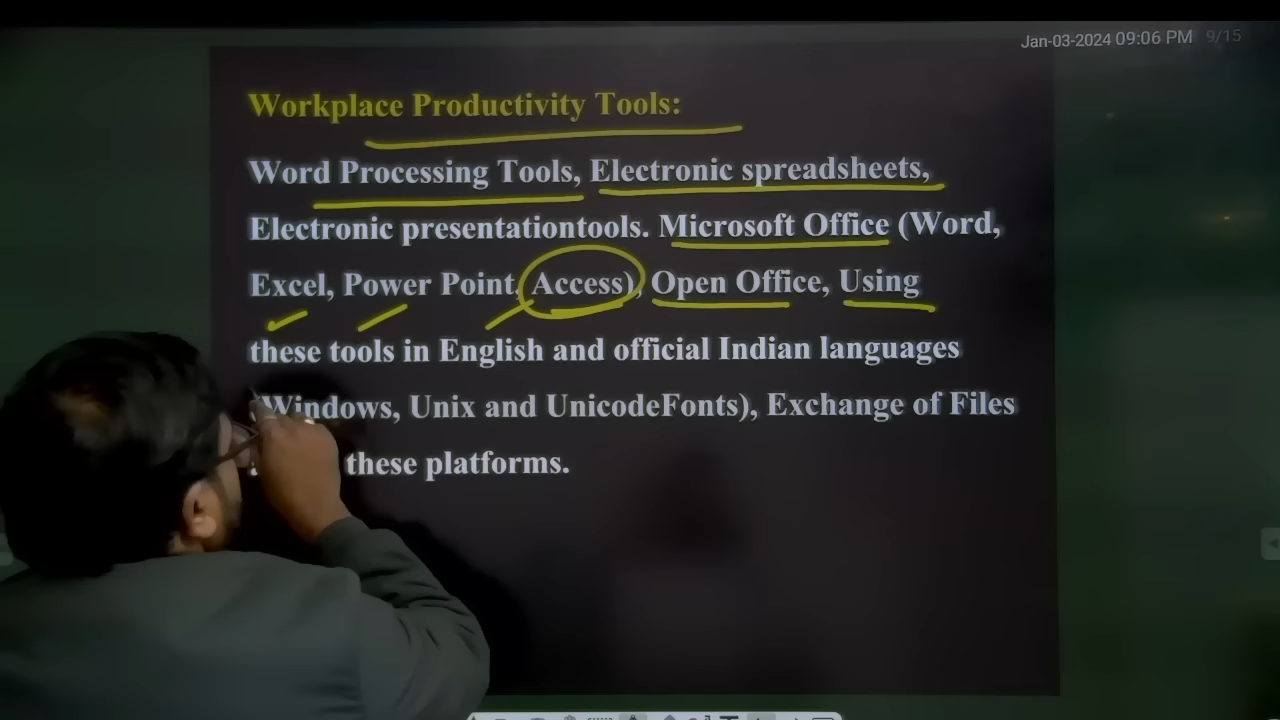 Jan-03-2024 09:06 PM 9/15
Workplace Productivity Tools:
Word Processing Tools, Electronic spreadsheets,
Electronic presentationtools. Microsoft Office (Word,
Excel, Power Point, Access), Open Office, Using
these tools in English and official Indian languages
(Windows, Unix and UnicodeFonts), Exchange of Files
these platforms.